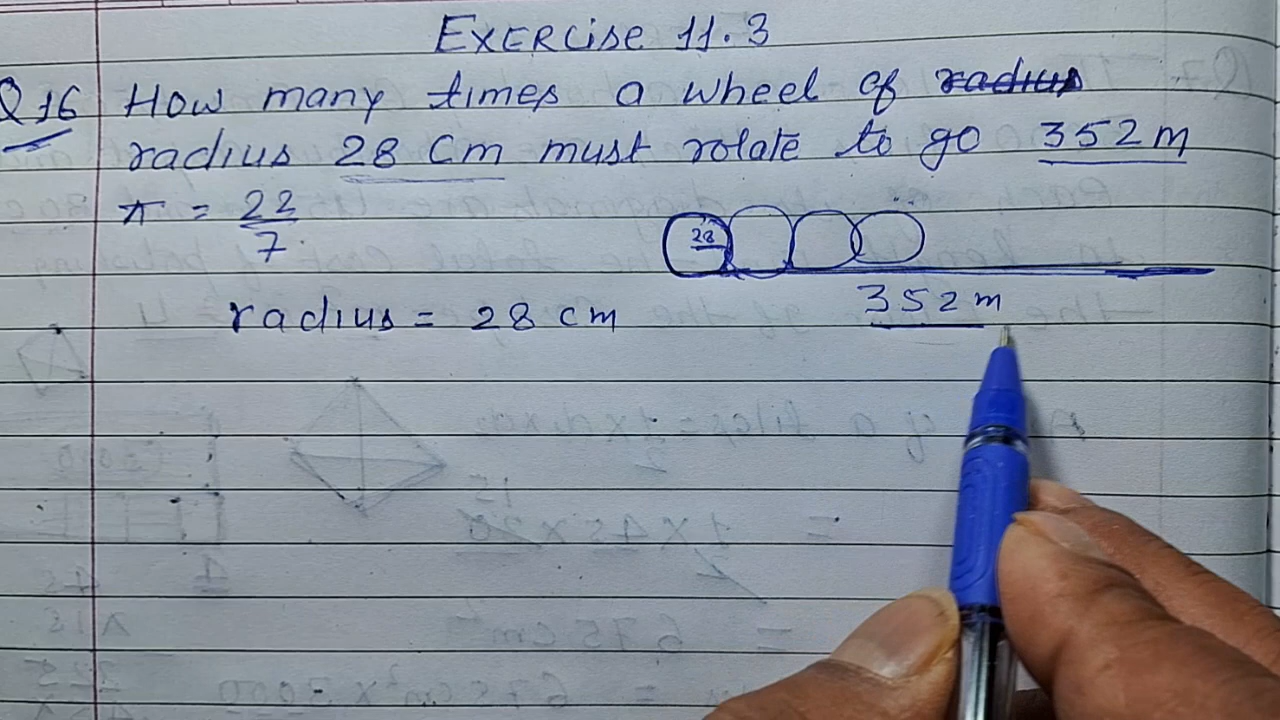 Exercise 11.3
Q16 How many times a wheel of radius
radius 28 Cm must rotate to go 352 m
π = 22/7
28
radius = 28 cm
352 m